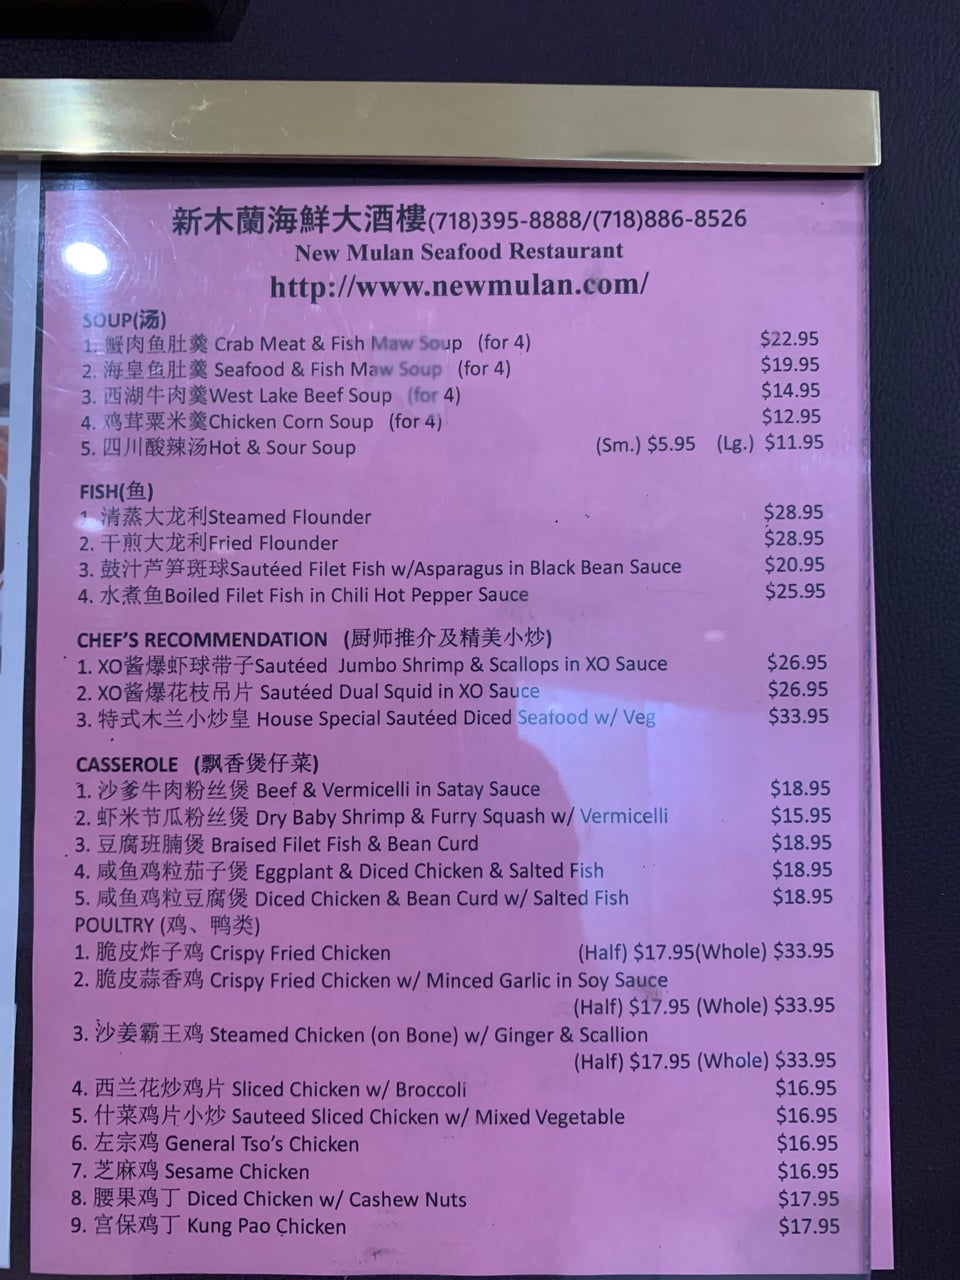 新木蘭海鮮大酒樓(718)395-8888/(718)886-8526
New Mulan Seafood Restaurant
http://www.newmulan.com/
SOUP(汤)
1. 蟹肉鱼肚羹 Crab Meat & Fish Maw Soup (for 4) $22.95
2. 海皇鱼肚羹 Seafood & Fish Maw Soup (for 4) $19.95
3. 西湖牛肉羹West Lake Beef Soup (for 4) $14.95
4. 鸡茸粟米羹Chicken Corn Soup (for 4) $12.95
5. 四川酸辣汤Hot & Sour Soup (Sm.) $5.95 (Lg.) $11.95
FISH(鱼)
1. 清蒸大龙利Steamed Flounder $28.95
2. 干煎大龙利Fried Flounder $28.95
3. 鼓汁芦笋斑球Sautéed Filet Fish w/Asparagus in Black Bean Sauce $20.95
4. 水煮鱼Boiled Filet Fish in Chili Hot Pepper Sauce $25.95
CHEF'S RECOMMENDATION (厨师推介及精美小炒)
1. XO酱爆虾球带子Sautéed Jumbo Shrimp & Scallops in XO Sauce $26.95
2. XO酱爆花枝吊片 Sautéed Dual Squid in XO Sauce $26.95
3. 特式木兰小炒皇 House Special Sautéed Diced Seafood w/ Veg $33.95
CASSEROLE (飘香煲仔菜)
1. 沙爹牛肉粉丝煲 Beef & Vermicelli in Satay Sauce $18.95
2. 虾米节瓜粉丝煲 Dry Baby Shrimp & Furry Squash w/ Vermicelli $15.95
3. 豆腐班腩煲 Braised Filet Fish & Bean Curd $18.95
4. 咸鱼鸡粒茄子煲 Eggplant & Diced Chicken & Salted Fish $18.95
5. 咸鱼鸡粒豆腐煲 Diced Chicken & Bean Curd w/ Salted Fish $18.95
POULTRY (鸡、鸭类)
1. 脆皮炸子鸡 Crispy Fried Chicken (Half) $17.95(Whole) $33.95
2. 脆皮蒜香鸡 Crispy Fried Chicken w/ Minced Garlic in Soy Sauce
(Half) $17.95 (Whole) $33.95
3. 沙姜霸王鸡 Steamed Chicken (on Bone) w/ Ginger & Scallion
(Half) $17.95 (Whole) $33.95
4. 西兰花炒鸡片 Sliced Chicken w/ Broccoli $16.95
5. 什菜鸡片小炒 Sauteed Sliced Chicken w/ Mixed Vegetable $16.95
6. 左宗鸡 General Tso's Chicken $16.95
7. 芝麻鸡 Sesame Chicken $16.95
8. 腰果鸡丁 Diced Chicken w/ Cashew Nuts $17.95
9. 宫保鸡丁 Kung Pao Chicken $17.95